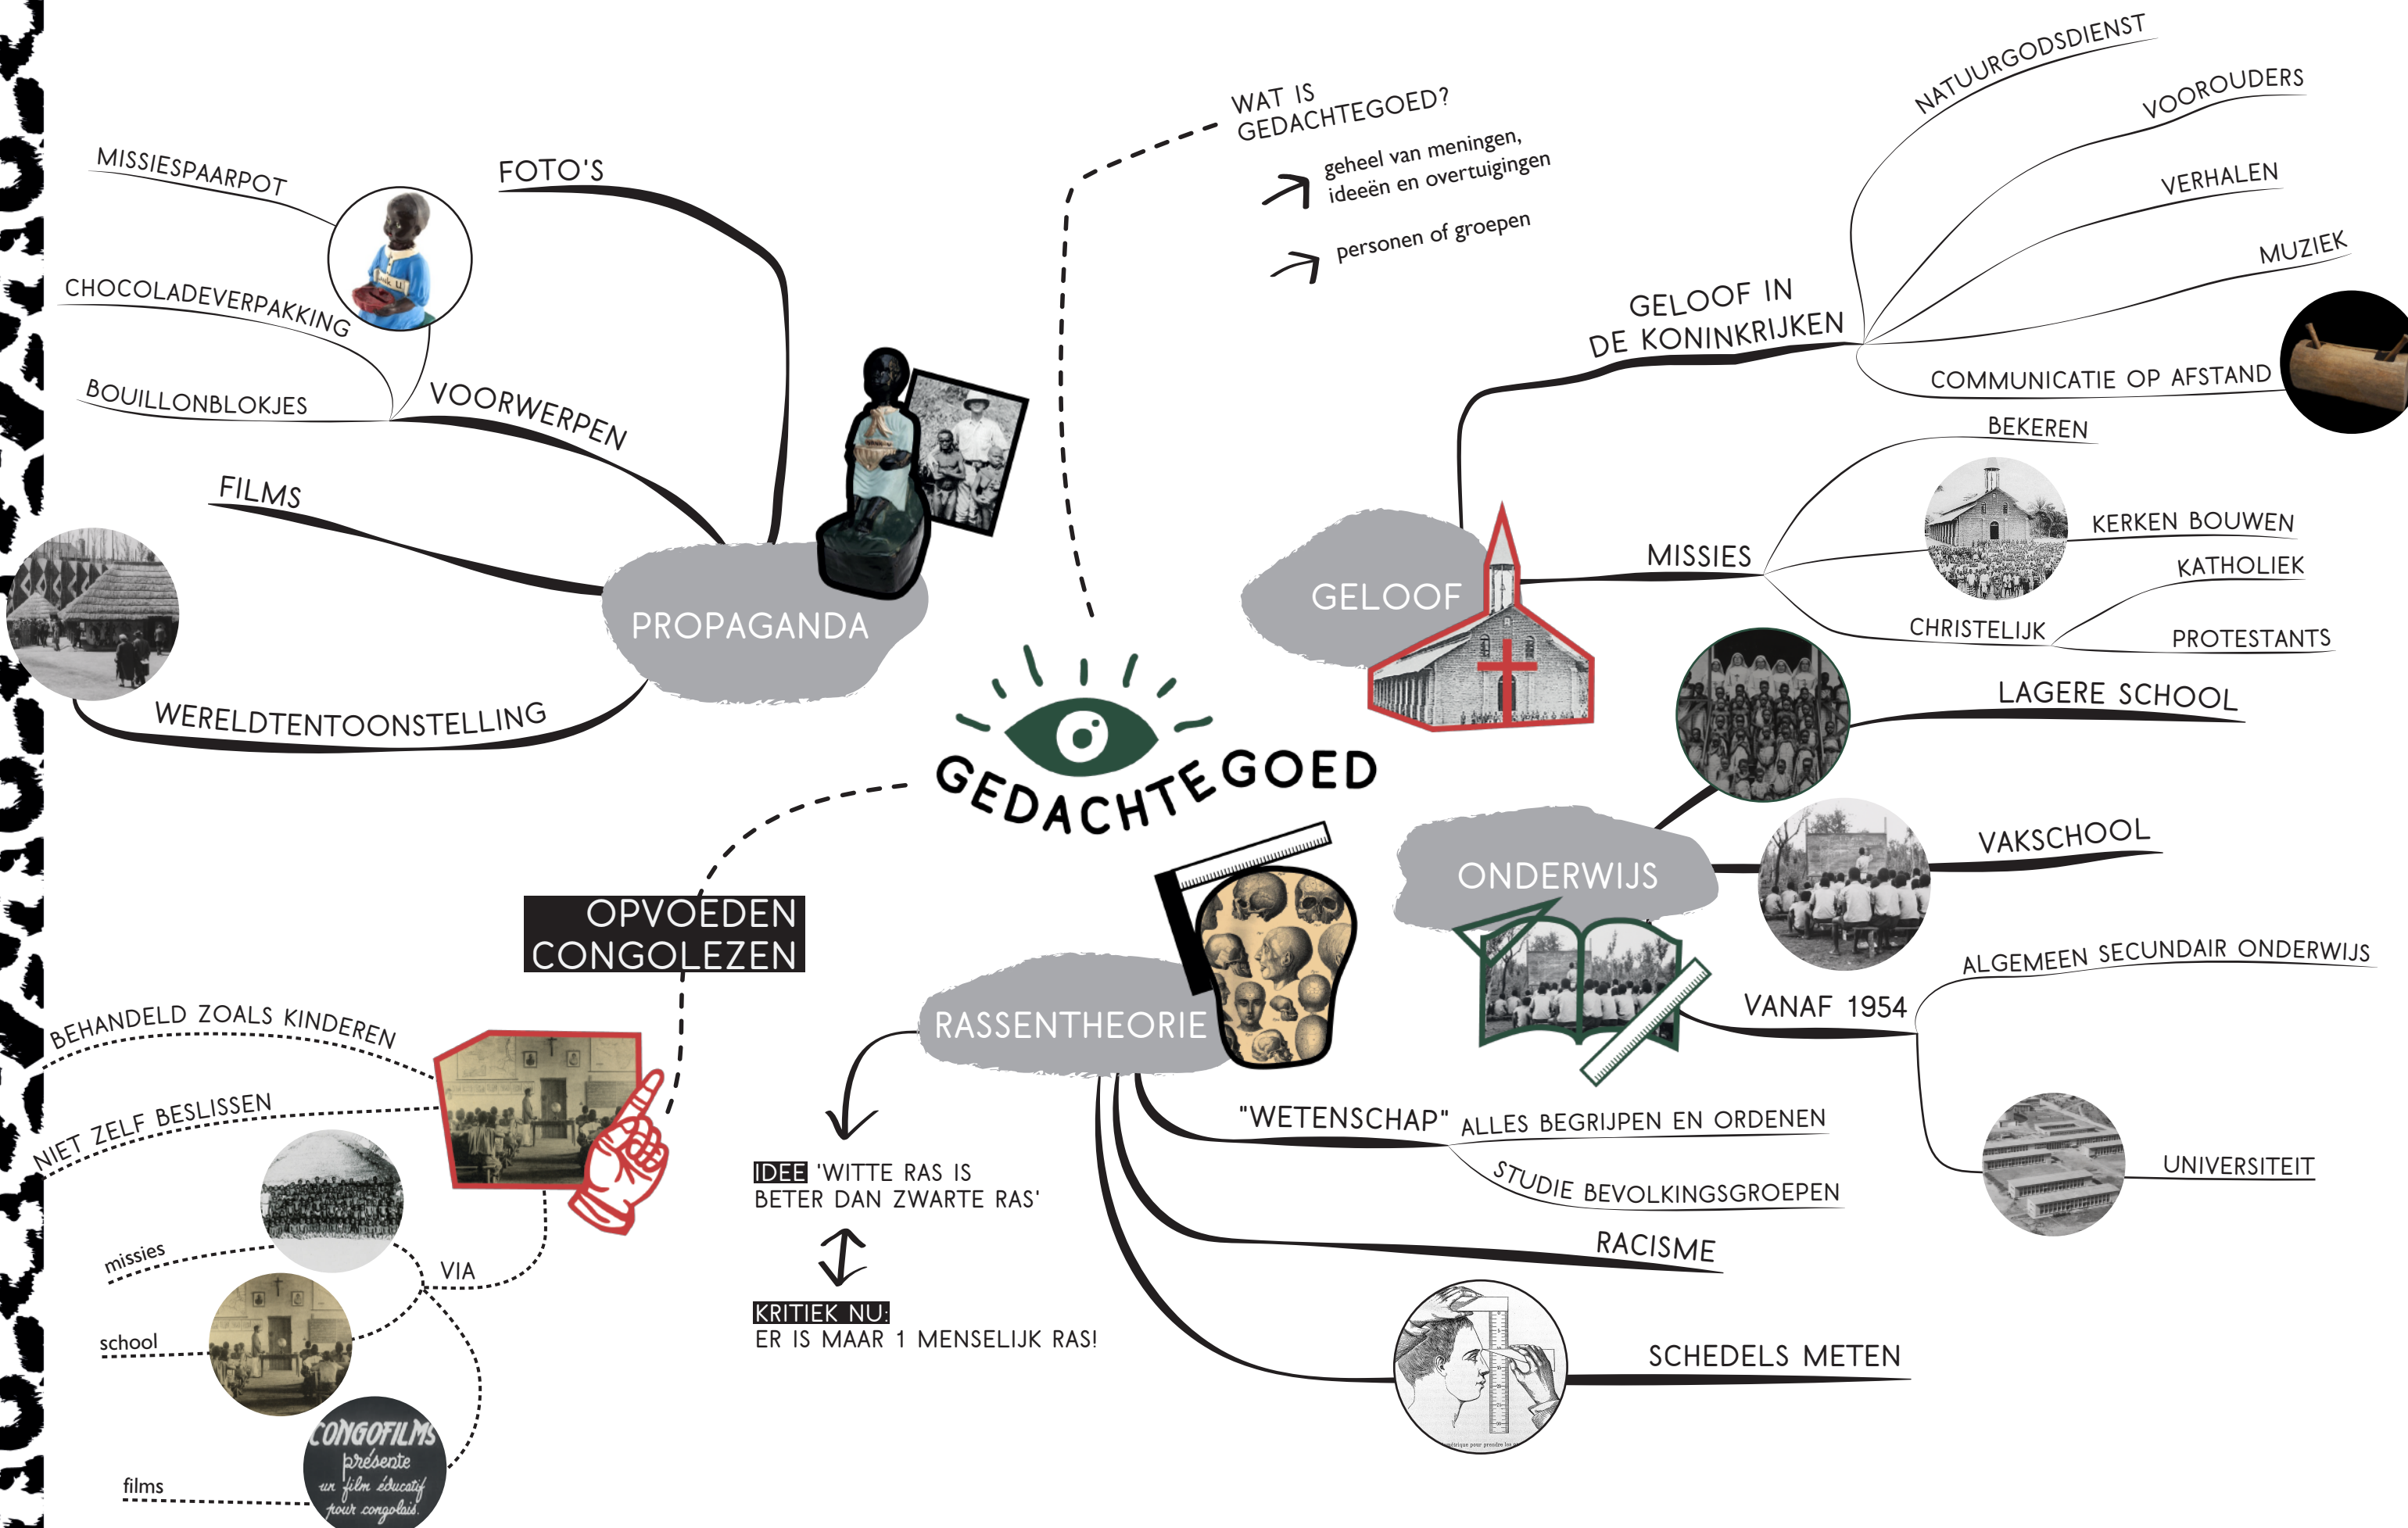 WAT IS
GEDACHTEGOED?
geheel van meningen,
ideeën en overtuigingen
personen of groepen
GEDACHTEGOED
PROPAGANDA
FOTO'S
VOORWERPEN
MISSIESPAARPOT
CHOCOLADEVERPAKKING
BOUILLONBLOKJES
FILMS
WERELDTENTOONSTELLING
GELOOF
GELOOF IN
DE KONINKRIJKEN
NATUURGODSDIENST
VOOROUDERS
VERHALEN
MUZIEK
COMMUNICATIE OP AFSTAND
MISSIES
BEKEREN
KERKEN BOUWEN
CHRISTELIJK
KATHOLIEK
PROTESTANTS
ONDERWIJS
LAGERE SCHOOL
VAKSCHOOL
VANAF 1954
ALGEMEEN SECUNDAIR ONDERWIJS
UNIVERSITEIT
RASSENTHEORIE
"WETENSCHAP"
ALLES BEGRIJPEN EN ORDENEN
STUDIE BEVOLKINGSGROEPEN
RACISME
SCHEDELS METEN
IDEE 'WITTE RAS IS
BETER DAN ZWARTE RAS'
KRITIEK NU:
ER IS MAAR 1 MENSELIJK RAS!
OPVOEDEN
CONGOLEZEN
BEHANDELD ZOALS KINDEREN
NIET ZELF BESLISSEN
VIA
missies
school
films
CONGOFILMS
présente
un film éducatif
pour congolais.